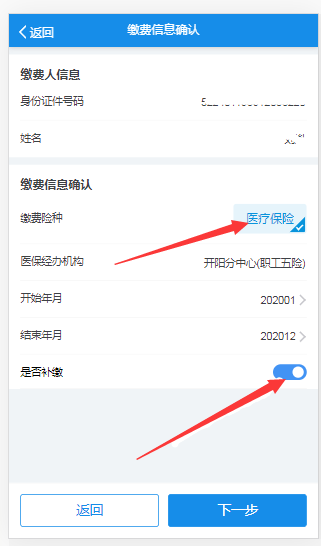 返回
缴费信息确认
缴费人信息
身份证件号码
姓名
缴费信息确认
缴费险种 医疗保险
医保经办机构 开阳分中心(职工五险)
开始年月 202001
结束年月 202012
是否补缴
返回 下一步